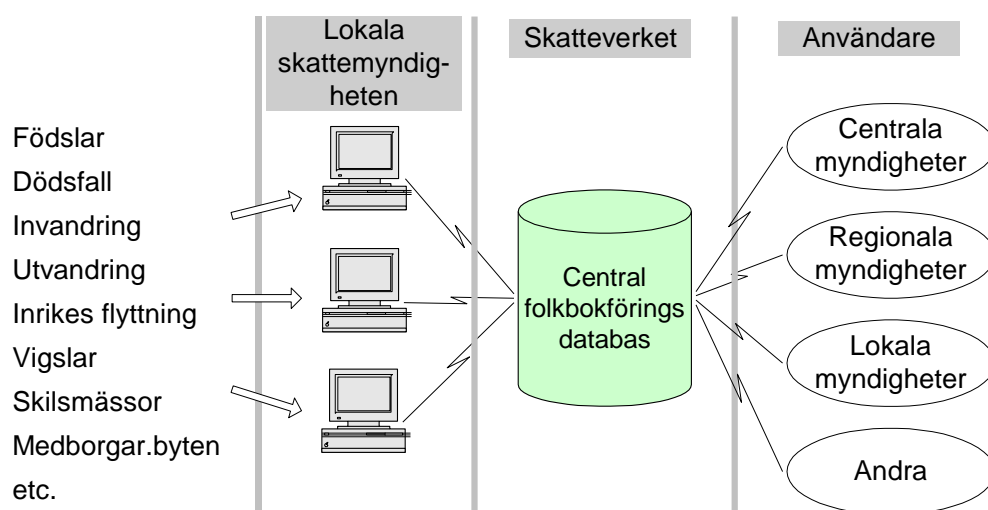 Lokala
skattemyndig-
heten
Skatteverket
Användare
Födslar
Dödsfall
Invandring
Utvandring
Inrikes flyttning
Vigslar
Skilsmässor
Medborgar.byten
etc.
Central
folkbokförings
databas
Centrala
myndigheter
Regionala
myndigheter
Lokala
myndigheter
Andra